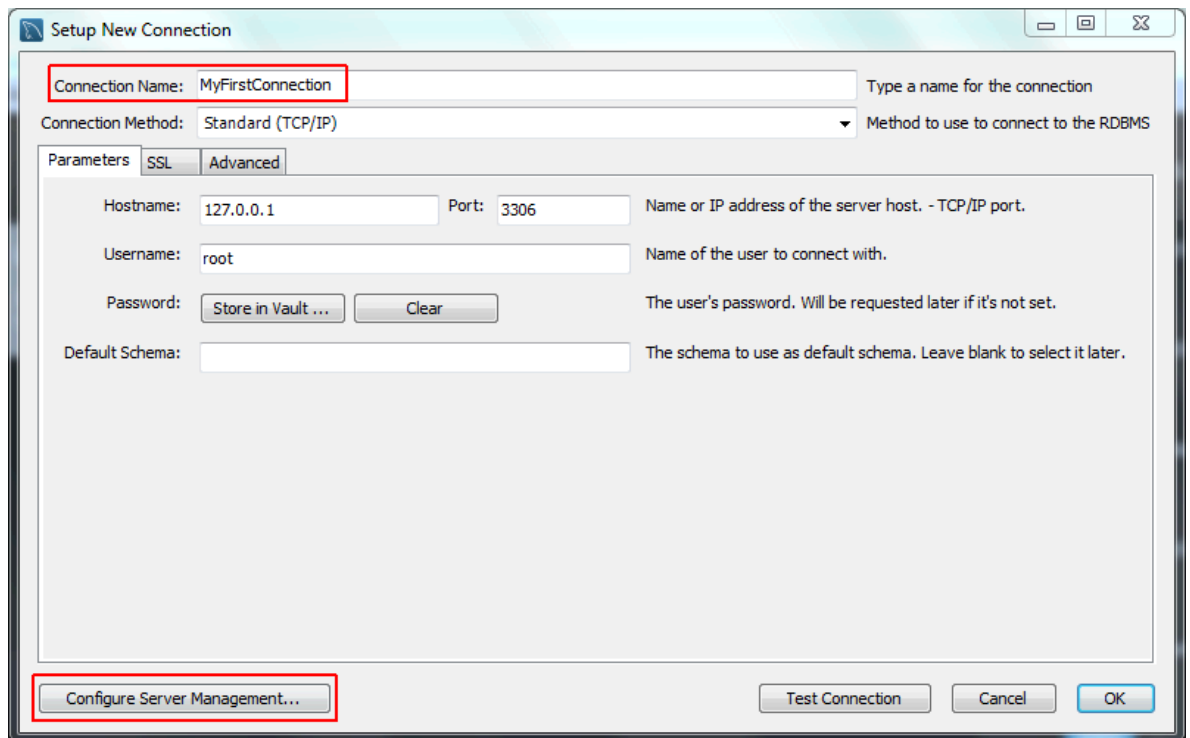 Setup New Connection
Connection Name: MyFirstConnection Type a name for the connection
Connection Method: Standard (TCP/IP) Method to use to connect to the RDBMS
Parameters SSL Advanced
Hostname: 127.0.0.1 Port: 3306 Name or IP address of the server host. - TCP/IP port.
Username: root Name of the user to connect with.
Password: Store in Vault ... Clear The user's password. Will be requested later if it's not set.
Default Schema: The schema to use as default schema. Leave blank to select it later.
Configure Server Management... Test Connection Cancel OK